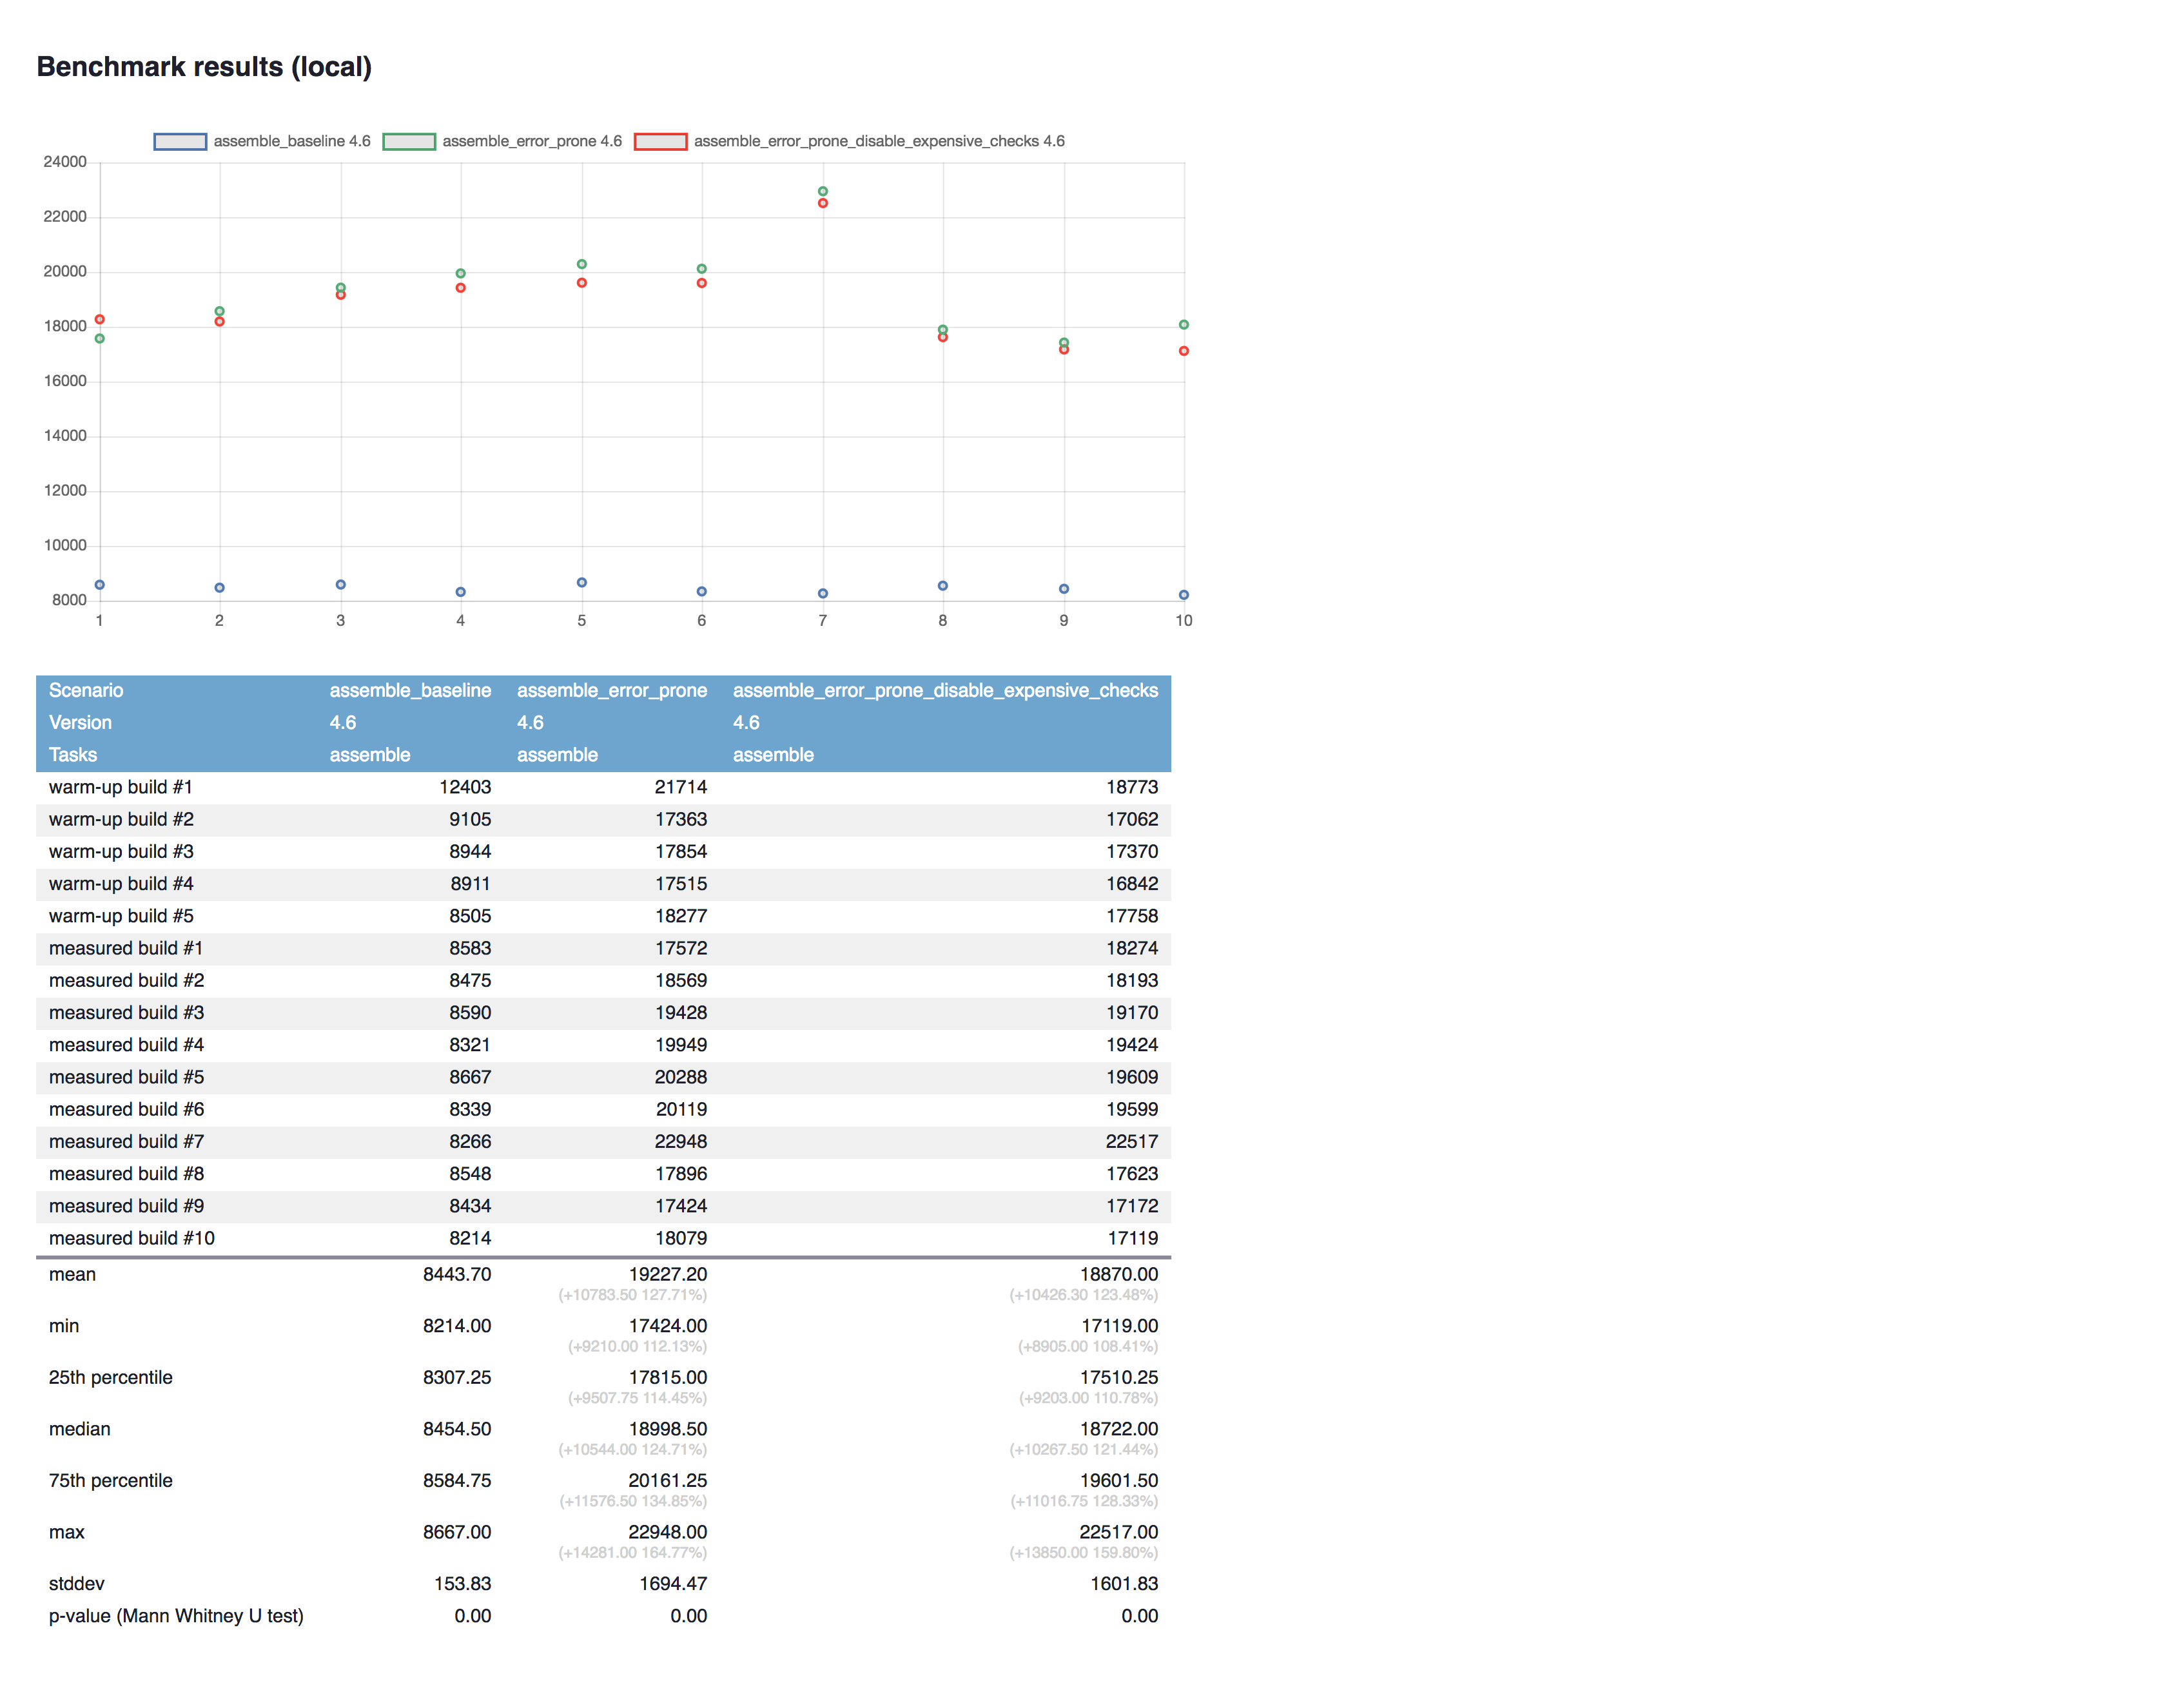 Benchmark results (local)
assemble_baseline 4.6 assemble_error_prone 4.6 assemble_error_prone_disable_expensive_checks 4.6
24000
22000
20000
18000
16000
14000
12000
10000
8000
1 2 3 4 5 6 7 8 9 10
Scenario assemble_baseline assemble_error_prone assemble_error_prone_disable_expensive_checks
Version 4.6 4.6 4.6
Tasks assemble assemble assemble
warm-up build #1 12403 21714 18773
warm-up build #2 9105 17363 17062
warm-up build #3 8944 17854 17370
warm-up build #4 8911 17515 16842
warm-up build #5 8505 18277 17758
measured build #1 8583 17572 18274
measured build #2 8475 18569 18193
measured build #3 8590 19428 19170
measured build #4 8321 19949 19424
measured build #5 8667 20288 19609
measured build #6 8339 20119 19599
measured build #7 8266 22948 22517
measured build #8 8548 17896 17623
measured build #9 8434 17424 17172
measured build #10 8214 18079 17119
mean 8443.70 19227.20 18870.00
(+10783.50 127.71%) (+10426.30 123.48%)
min 8214.00 17424.00 17119.00
(+9210.00 112.13%) (+8905.00 108.41%)
25th percentile 8307.25 17815.00 17510.25
(+9507.75 114.45%) (+9203.00 110.78%)
median 8454.50 18998.50 18722.00
(+10544.00 124.71%) (+10267.50 121.44%)
75th percentile 8584.75 20161.25 19601.50
(+11576.50 134.85%) (+11016.75 128.33%)
max 8667.00 22948.00 22517.00
(+14281.00 164.77%) (+13850.00 159.80%)
stddev 153.83 1694.47 1601.83
p-value (Mann Whitney U test) 0.00 0.00 0.00